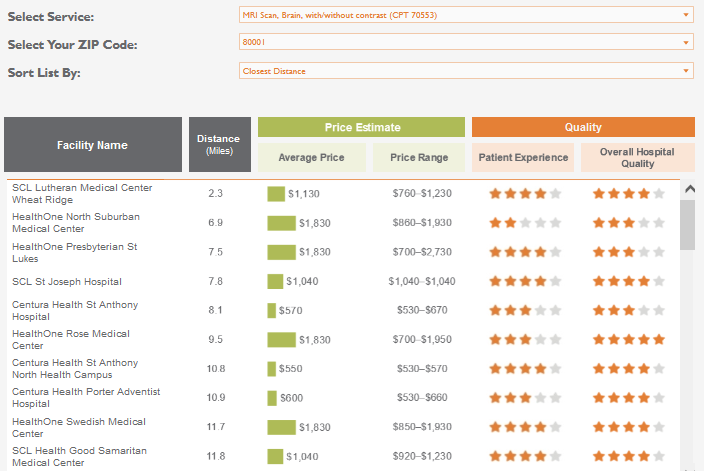 Select Service:
MRI Scan, Brain, with/without contrast (CPT 70553)
Select Your ZIP Code:
80001
Sort List By:
Closest Distance
Facility Name
Distance
(Miles)
Price Estimate
Quality
Average Price
Price Range
Patient Experience
Overall Hospital
Quality
SCL Lutheran Medical Center
Wheat Ridge
2.3
$1,130
$760–$1,230
HealthOne North Suburban
Medical Center
6.9
$1,830
$860–$1,930
HealthOne Presbyterian St
Lukes
7.5
$1,830
$700–$2,730
SCL St Joseph Hospital
7.8
$1,040
$1,040–$1,040
Centura Health St Anthony
Hospital
8.1
$570
$530–$670
HealthOne Rose Medical
Center
9.5
$1,830
$700–$1,950
Centura Health St Anthony
North Health Campus
10.8
$550
$530–$570
Centura Health Porter Adventist
Hospital
10.9
$600
$530–$660
HealthOne Swedish Medical
Center
11.7
$1,830
$850–$1,930
SCL Health Good Samaritan
Medical Center
11.8
$1,040
$920–$1,230